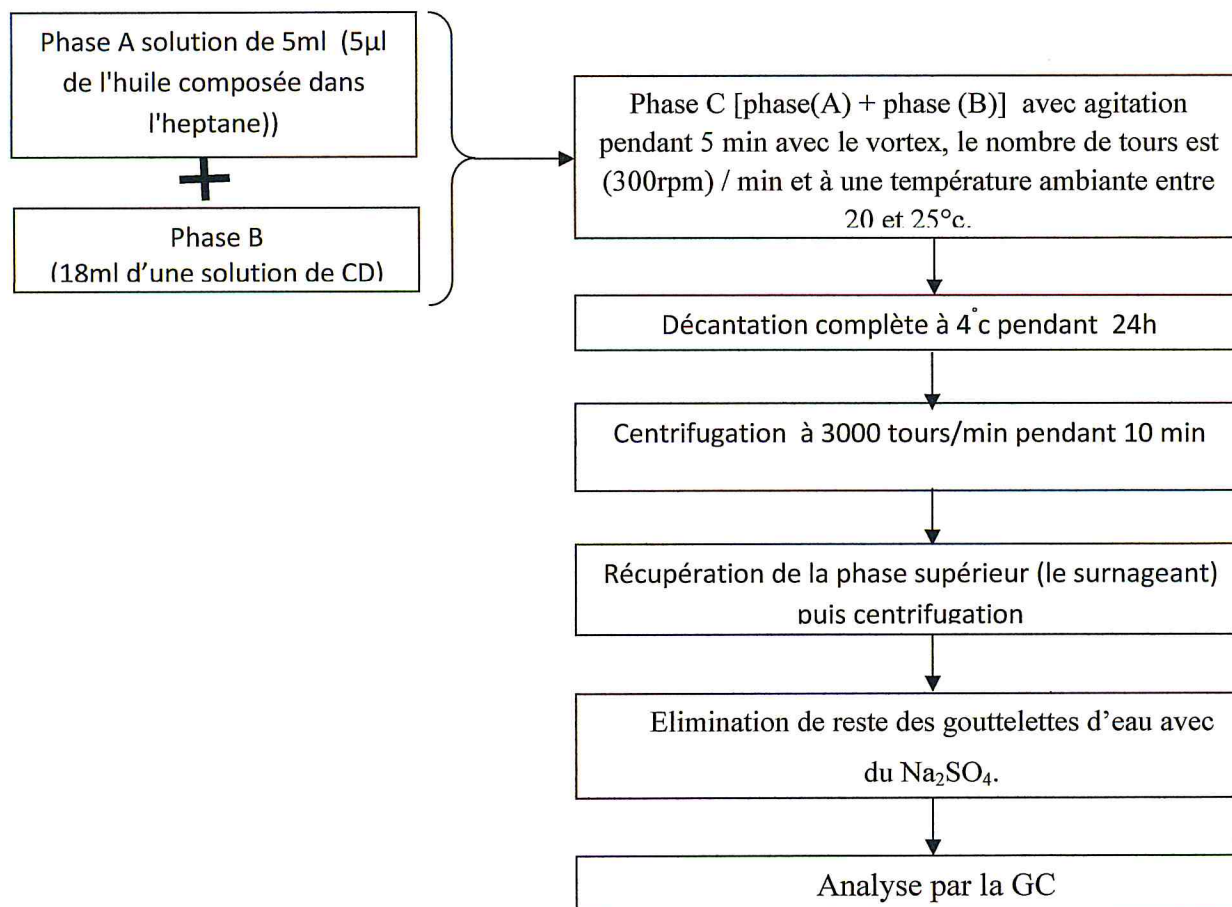 Phase A solution de 5ml (5µl
de l'huile composée dans
l'heptane))
Phase B
(18ml d'une solution de CD)
Phase C [phase(A) + phase (B)] avec agitation
pendant 5 min avec le vortex, le nombre de tours est
(300rpm) / min et à une température ambiante entre
20 et 25°c.
Décantation complète à 4°c pendant 24h
Centrifugation à 3000 tours/min pendant 10 min
Récupération de la phase supérieur (le surnageant)
puis centrifugation
Elimination de reste des gouttelettes d'eau avec
du Na₂SO₄.
Analyse par la GC